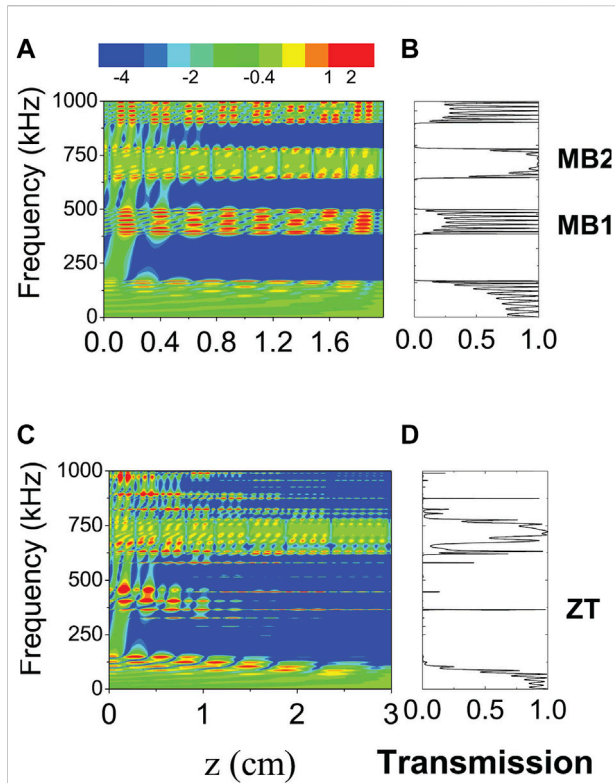 A
B
-4 -2 -0.4 1 2
Frequency (kHz)
1000
750
500
250
0
0.0 0.4 0.8 1.2 1.6
0.0 0.5 1.0
MB2
MB1
C
D
Frequency (kHz)
1000
750
500
250
0
0 1 2 3
0.0 0.5 1.0
ZT
z (cm)
Transmission